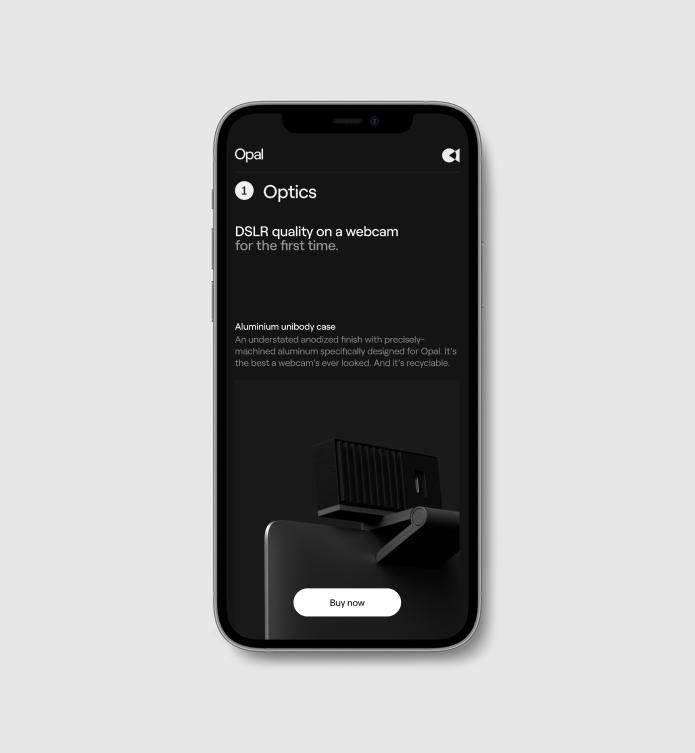 Opal
1 Optics
DSLR quality on a webcam
for the first time.
Aluminium unibody case
An understated anodized finish with precisely-
machined aluminum specifically designed for Opal. It's
the best a webcam's ever looked. And it's recyclable.
Buy now